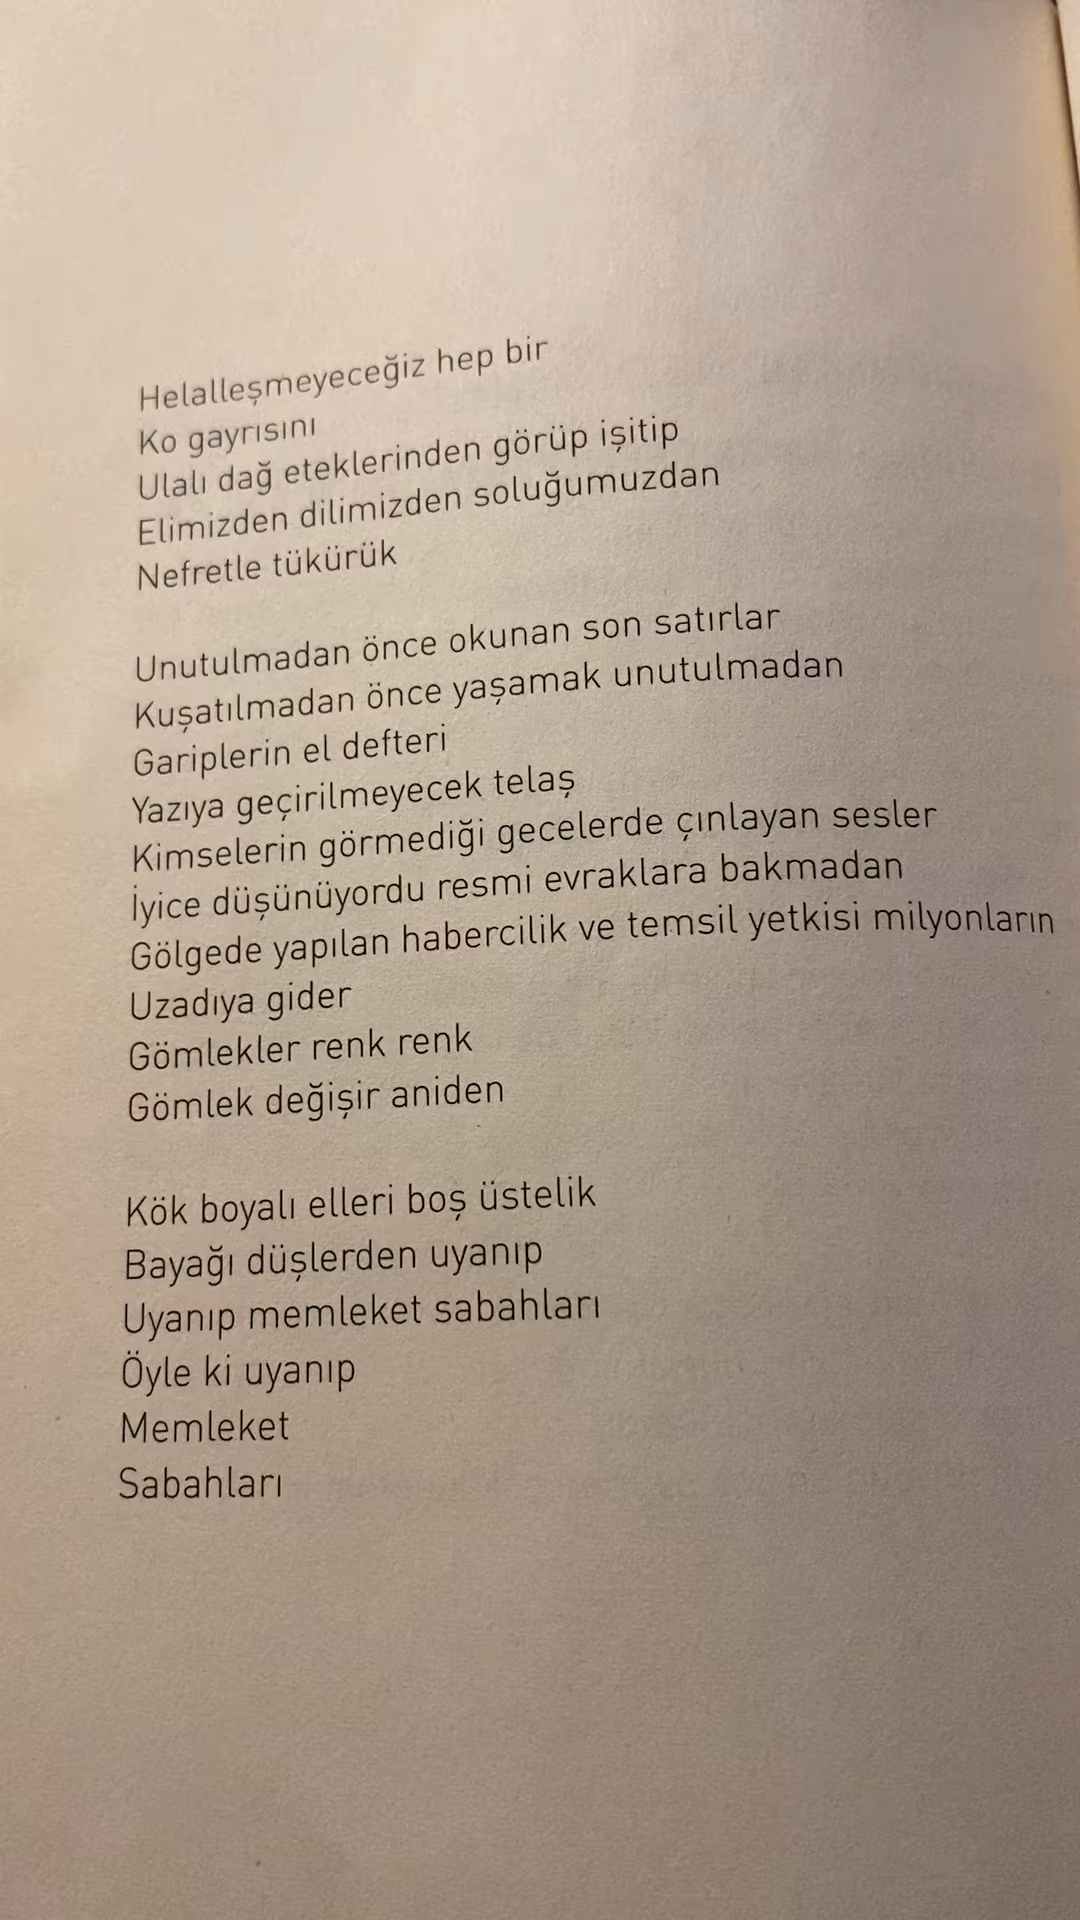 Helalleşmeyeceğiz hep bir
Ko gayrısını
Ulalı dağ eteklerinden görüp işitip
Elimizden dilimizden soluğumuzdan
Nefretle tükürük
Unutulmadan önce okunan son satırlar
Kuşatılmadan önce yaşamak unutulmadan
Gariplerin el defteri
Yazıya geçirilmeyecek telaş
Kimselerin görmediği gecelerde çınlayan sesler
İyice düşünüyordu resmi evraklara bakmadan
Gölgede yapılan habercilik ve temsil yetkisi milyonların
Uzadıya gider
Gömlekler renk renk
Gömlek değişir aniden
Kök boyalı elleri boş üstelik
Bayağı düşlerden uyanıp
Uyanıp memleket sabahları
Öyle ki uyanıp
Memleket
Sabahları